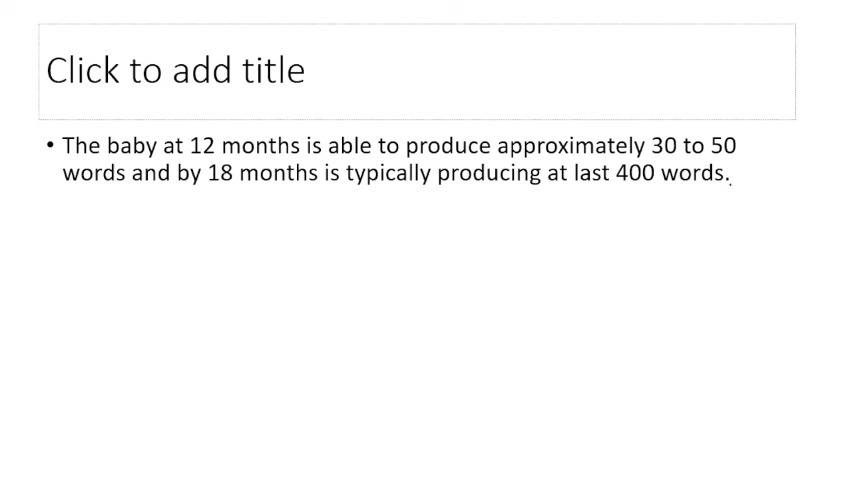 Click to add title
• The baby at 12 months is able to produce approximately 30 to 50
words and by 18 months is typically producing at last 400 words.